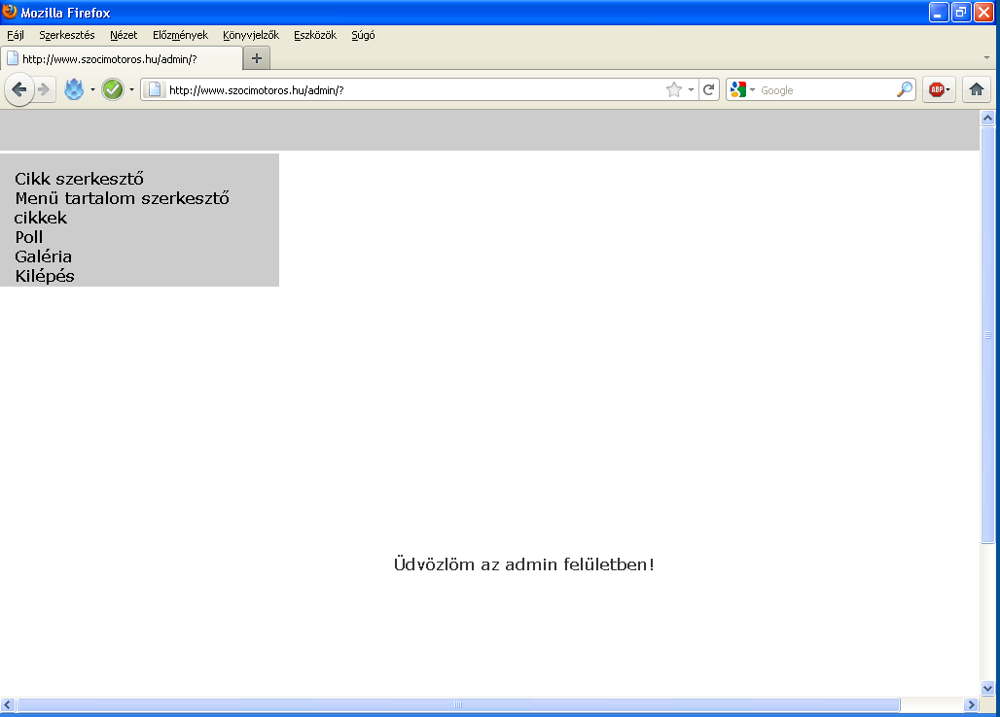 Mozilla Firefox
Fájl Szerkesztés Nézet Előzmények Könyvjelzők Eszközök Súgó
http://www.szocimotoros.hu/admin/?
http://www.szocimotoros.hu/admin/? Google ABP
Cikk szerkesztő
Menü tartalom szerkesztő
cikkek
Poll
Galéria
Kilépés
Üdvözlöm az admin felületben!